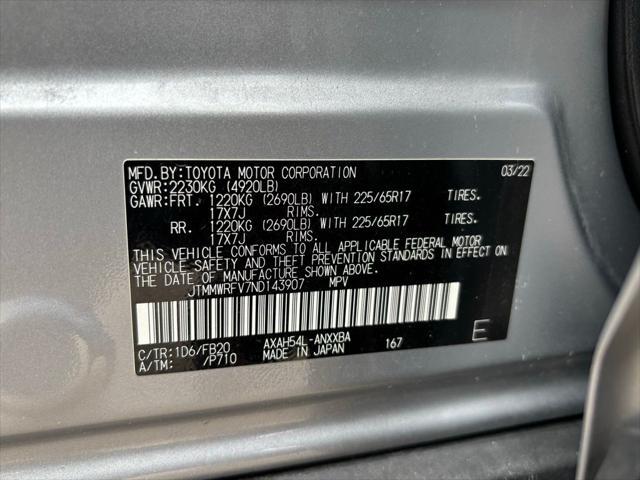 MFD.BY:TOYOTA MOTOR CORPORATION 03/22
GVWR:2230KG (4920LB)
GAWR:FRT. 1220KG (2690LB) WITH 225/65R17 TIRES.
17X7J RIMS.
RR. 1220KG (2690LB) WITH 225/65R17 TIRES.
17X7J RIMS.
THIS VEHICLE CONFORMS TO ALL APPLICABLE FEDERAL MOTOR
VEHICLE SAFETY AND THEFT PREVENTION STANDARDS IN EFFECT ON
THE DATE OF MANUFACTURE SHOWN ABOVE.
JTMMWRFV7ND143907 MPV
C/TR:1D6/FB20 AXAH54L-ANXXBA 167 E
A/TM: /P710 MADE IN JAPAN